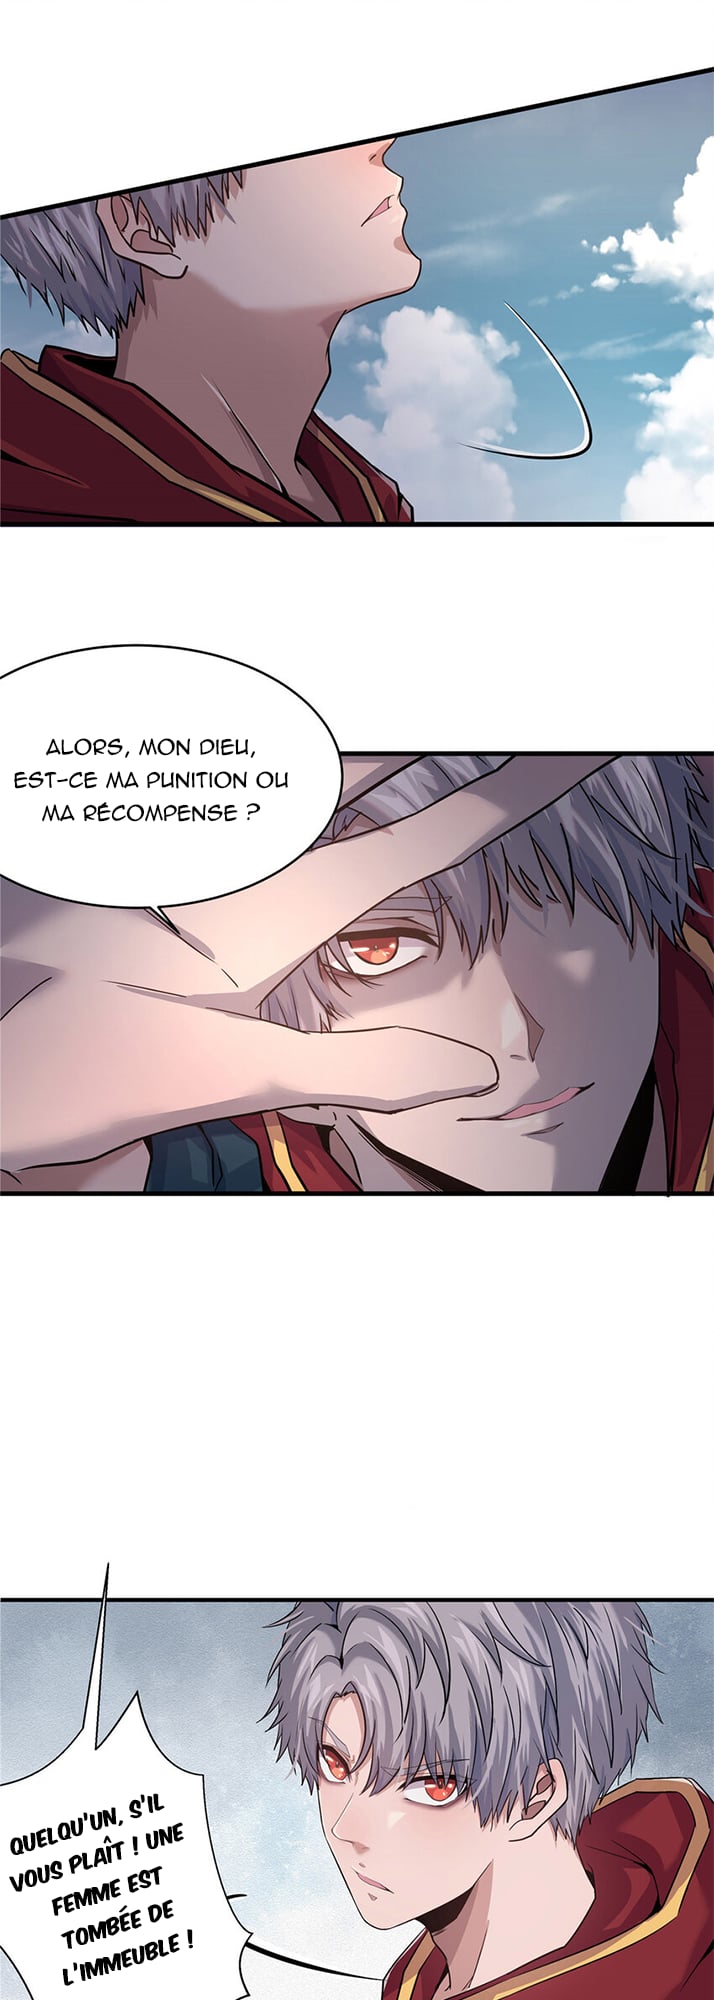 ALORS, MON DIEU,
EST-CE MA PUNITION OU
MA RÉCOMPENSE ?
QUELQU'UN, S'IL
VOUS PLAÎT ! UNE
FEMME EST
TOMBÉE DE
L'IMMEUBLE !